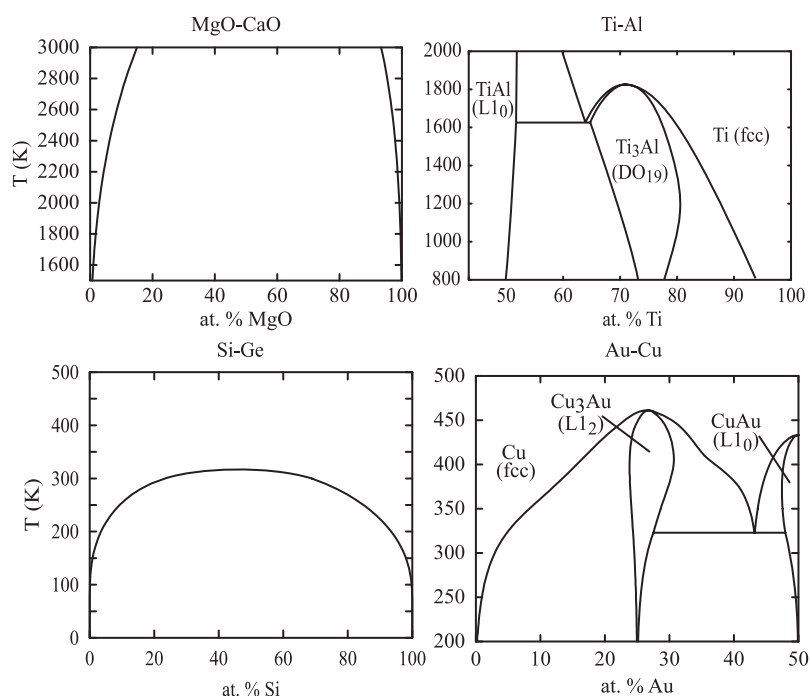 MgO-CaO
3000
2800
2600
2400
2200
2000
1800
1600
T (K)
0 20 40 60 80 100
at. % MgO
Ti-Al
2000
1800
1600
1400
1200
1000
800
TiAl
(L10)
Ti3Al
(DO19)
Ti (fcc)
50 60 70 80 90 100
at. % Ti
Si-Ge
500
400
300
200
100
0
T (K)
0 20 40 60 80 100
at. % Si
Au-Cu
500
450
400
350
300
250
200
Cu
(fcc)
Cu3Au
(L12)
CuAu
(L10)
0 10 20 30 40 50
at. % Au